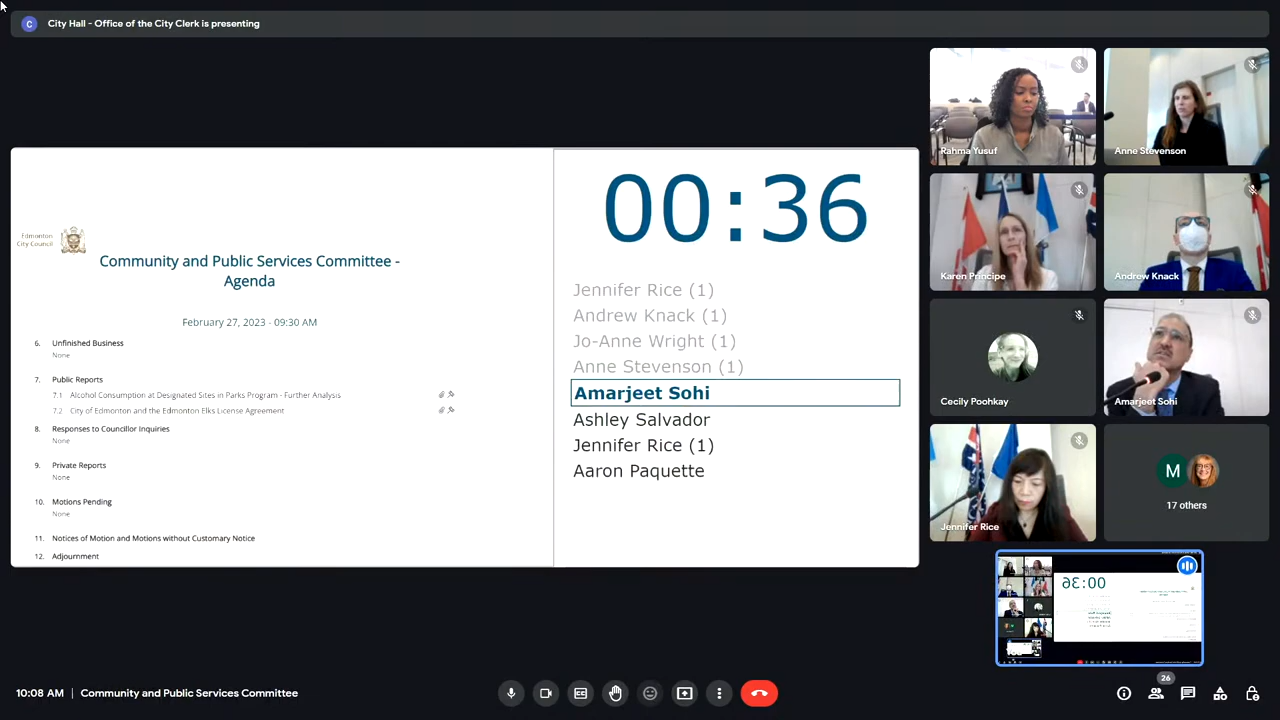 C City Hall - Office of the City Clerk is presenting
Edmonton
City Council
Community and Public Services Committee -
Agenda
February 27, 2023 - 09:30 AM
6. Unfinished Business
None
7. Public Reports
7.1 Alcohol Consumption at Designated Sites in Parks Program - Further Analysis
7.2 City of Edmonton and the Edmonton Elks License Agreement
8. Responses to Councillor Inquiries
None
9. Private Reports
None
10. Motions Pending
None
11. Notices of Motion and Motions without Customary Notice
12. Adjournment
00:36
Jennifer Rice (1)
Andrew Knack (1)
Jo-Anne Wright (1)
Anne Stevenson (1)
Amarjeet Sohi
Ashley Salvador
Jennifer Rice (1)
Aaron Paquette
Rahma Yusuf
Anne Stevenson
Karen Principe
Andrew Knack
Cecily Poohkay
Amarjeet Sohi
Jennifer Rice
M
17 others
00:36
10:08 AM | Community and Public Services Committee
26